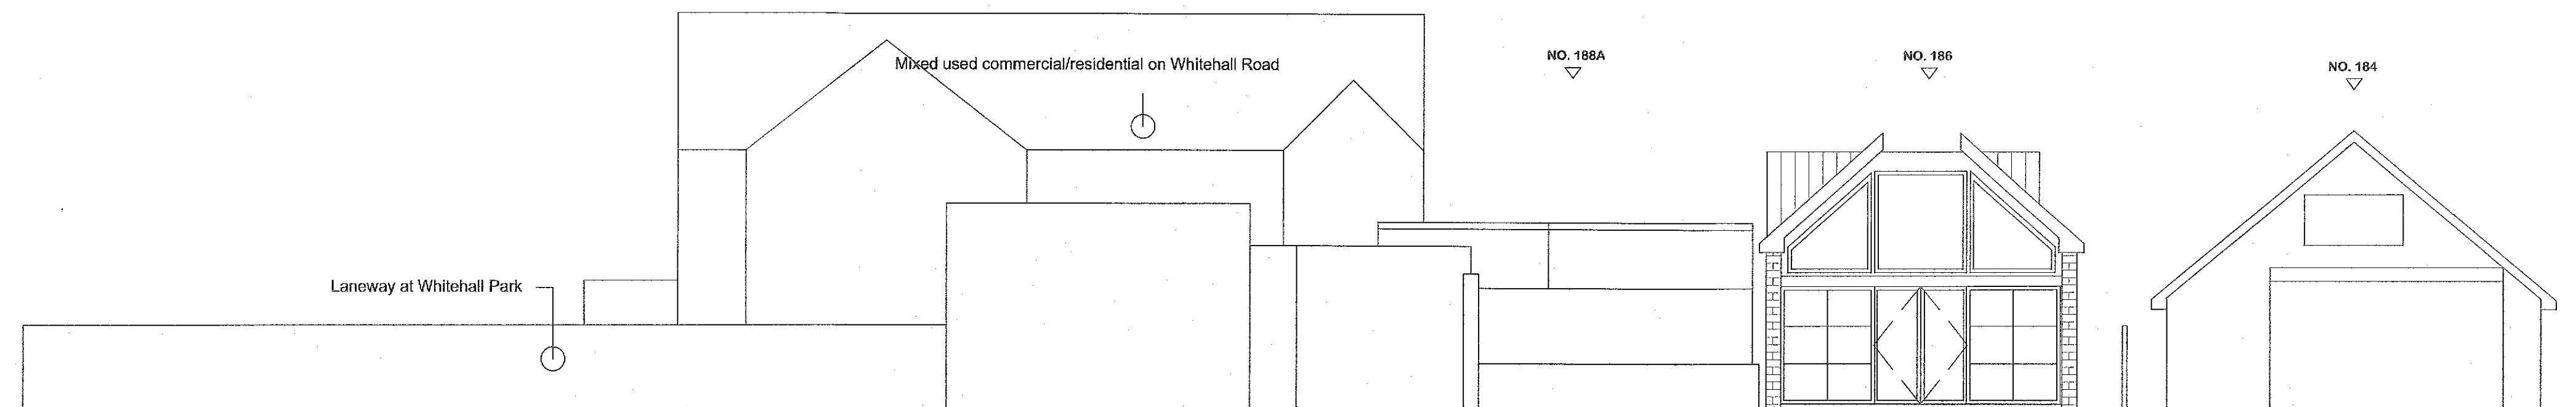 Mixed used commercial/residential on Whitehall Road
NO. 188A
NO. 186
NO. 184
Laneway at Whitehall Park